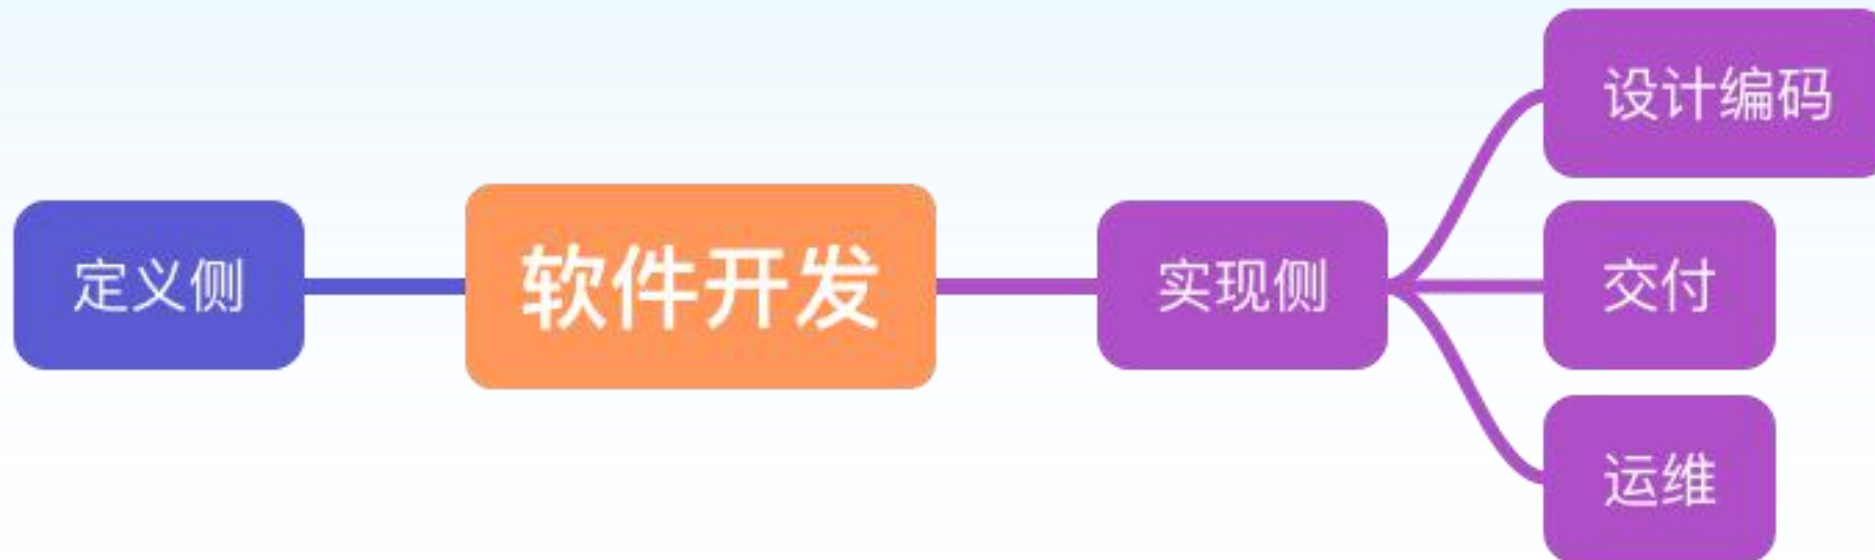 定义侧
软件开发
实现侧
设计编码
交付
运维